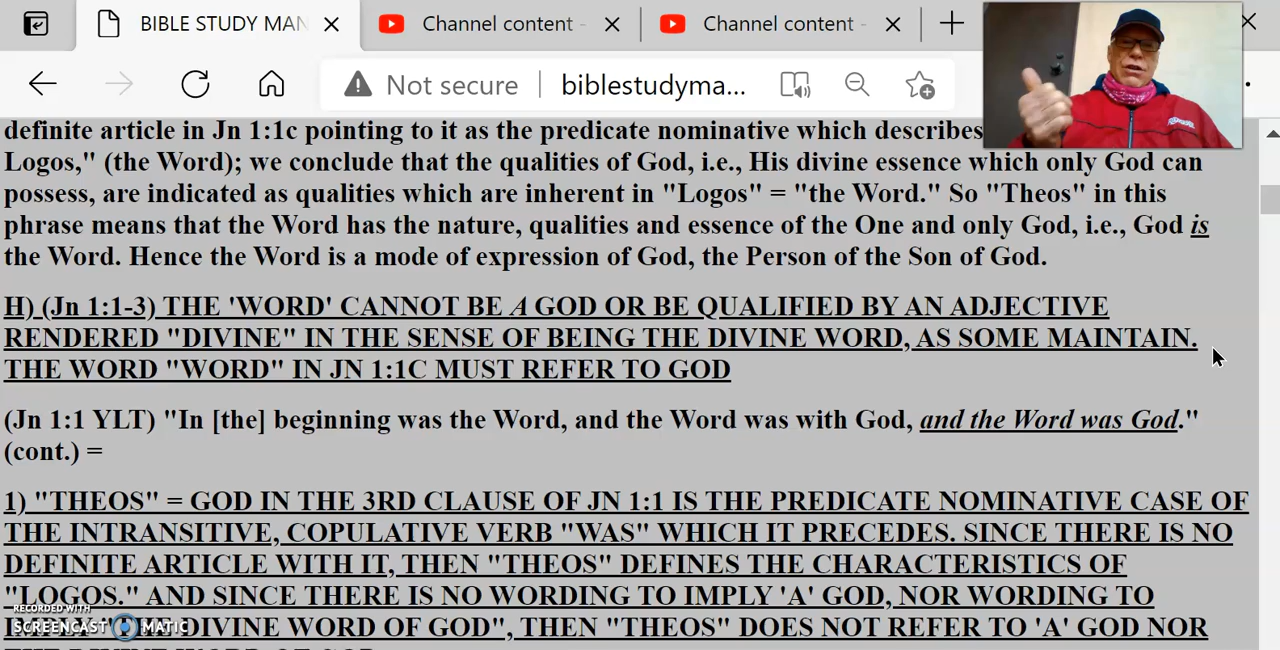 BIBLE STUDY MAN
Channel content -
Channel content -
Not secure
biblestudyma...
definite article in Jn 1:1c pointing to it as the predicate nominative which describes
Logos," (the Word); we conclude that the qualities of God, i.e., His divine essence which only God can
possess, are indicated as qualities which are inherent in "Logos" = "the Word." So "Theos" in this
phrase means that the Word has the nature, qualities and essence of the One and only God, i.e., God is
the Word. Hence the Word is a mode of expression of God, the Person of the Son of God.
H) (Jn 1:1-3) THE 'WORD' CANNOT BE A GOD OR BE QUALIFIED BY AN ADJECTIVE
RENDERED "DIVINE" IN THE SENSE OF BEING THE DIVINE WORD, AS SOME MAINTAIN.
THE WORD "WORD" IN JN 1:1C MUST REFER TO GOD
(Jn 1:1 YLT) "In [the] beginning was the Word, and the Word was with God, and the Word was God."
(cont.) =
1) "THEOS" = GOD IN THE 3RD CLAUSE OF JN 1:1 IS THE PREDICATE NOMINATIVE CASE OF
THE INTRANSITIVE, COPULATIVE VERB "WAS" WHICH IT PRECEDES. SINCE THERE IS NO
DEFINITE ARTICLE WITH IT, THEN "THEOS" DEFINES THE CHARACTERISTICS OF
"LOGOS." AND SINCE THERE IS NO WORDING TO IMPLY 'A' GOD, NOR WORDING TO
RECORDED WITH
SCREENCAST MATIC
DIVINE WORD OF GOD", THEN "THEOS" DOES NOT REFER TO 'A' GOD NOR